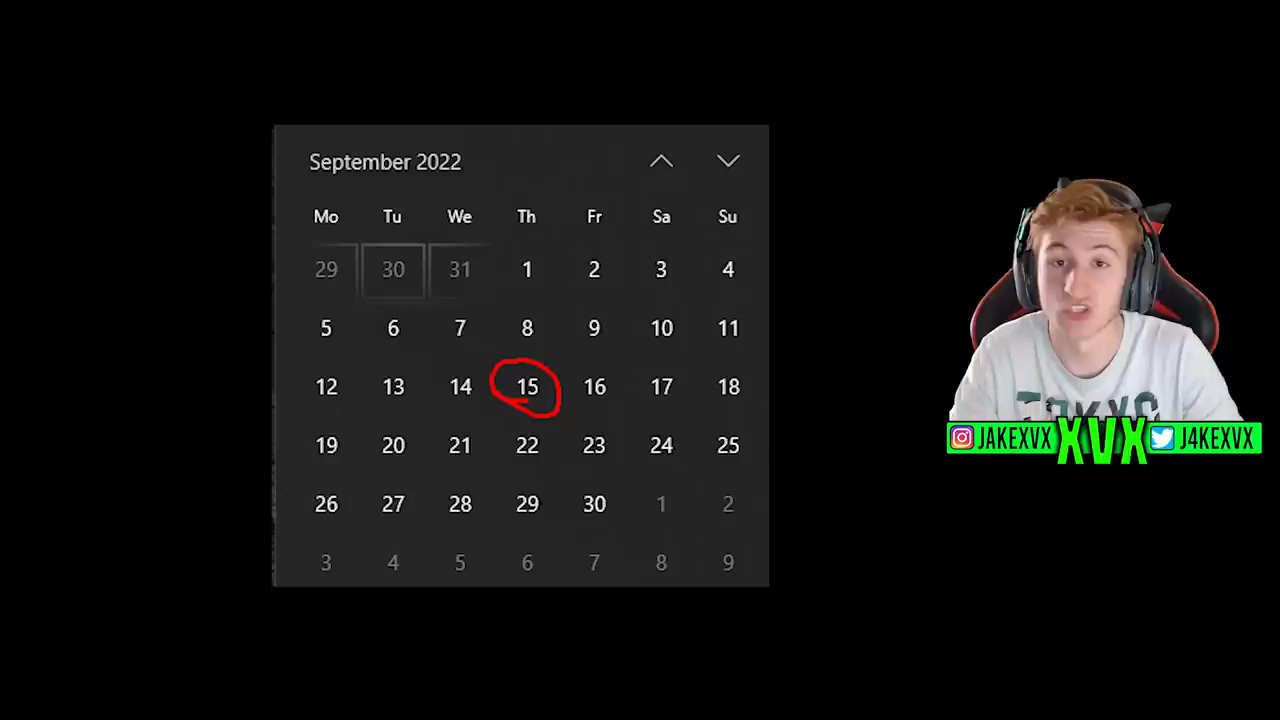 September 2022
Mo Tu We Th Fr Sa Su
29 30 31 1 2 3 4
5 6 7 8 9 10 11
12 13 14 15 16 17 18
19 20 21 22 23 24 25
26 27 28 29 30 1 2
3 4 5 6 7 8 9
JAKEXVX XVX J4KEXVX